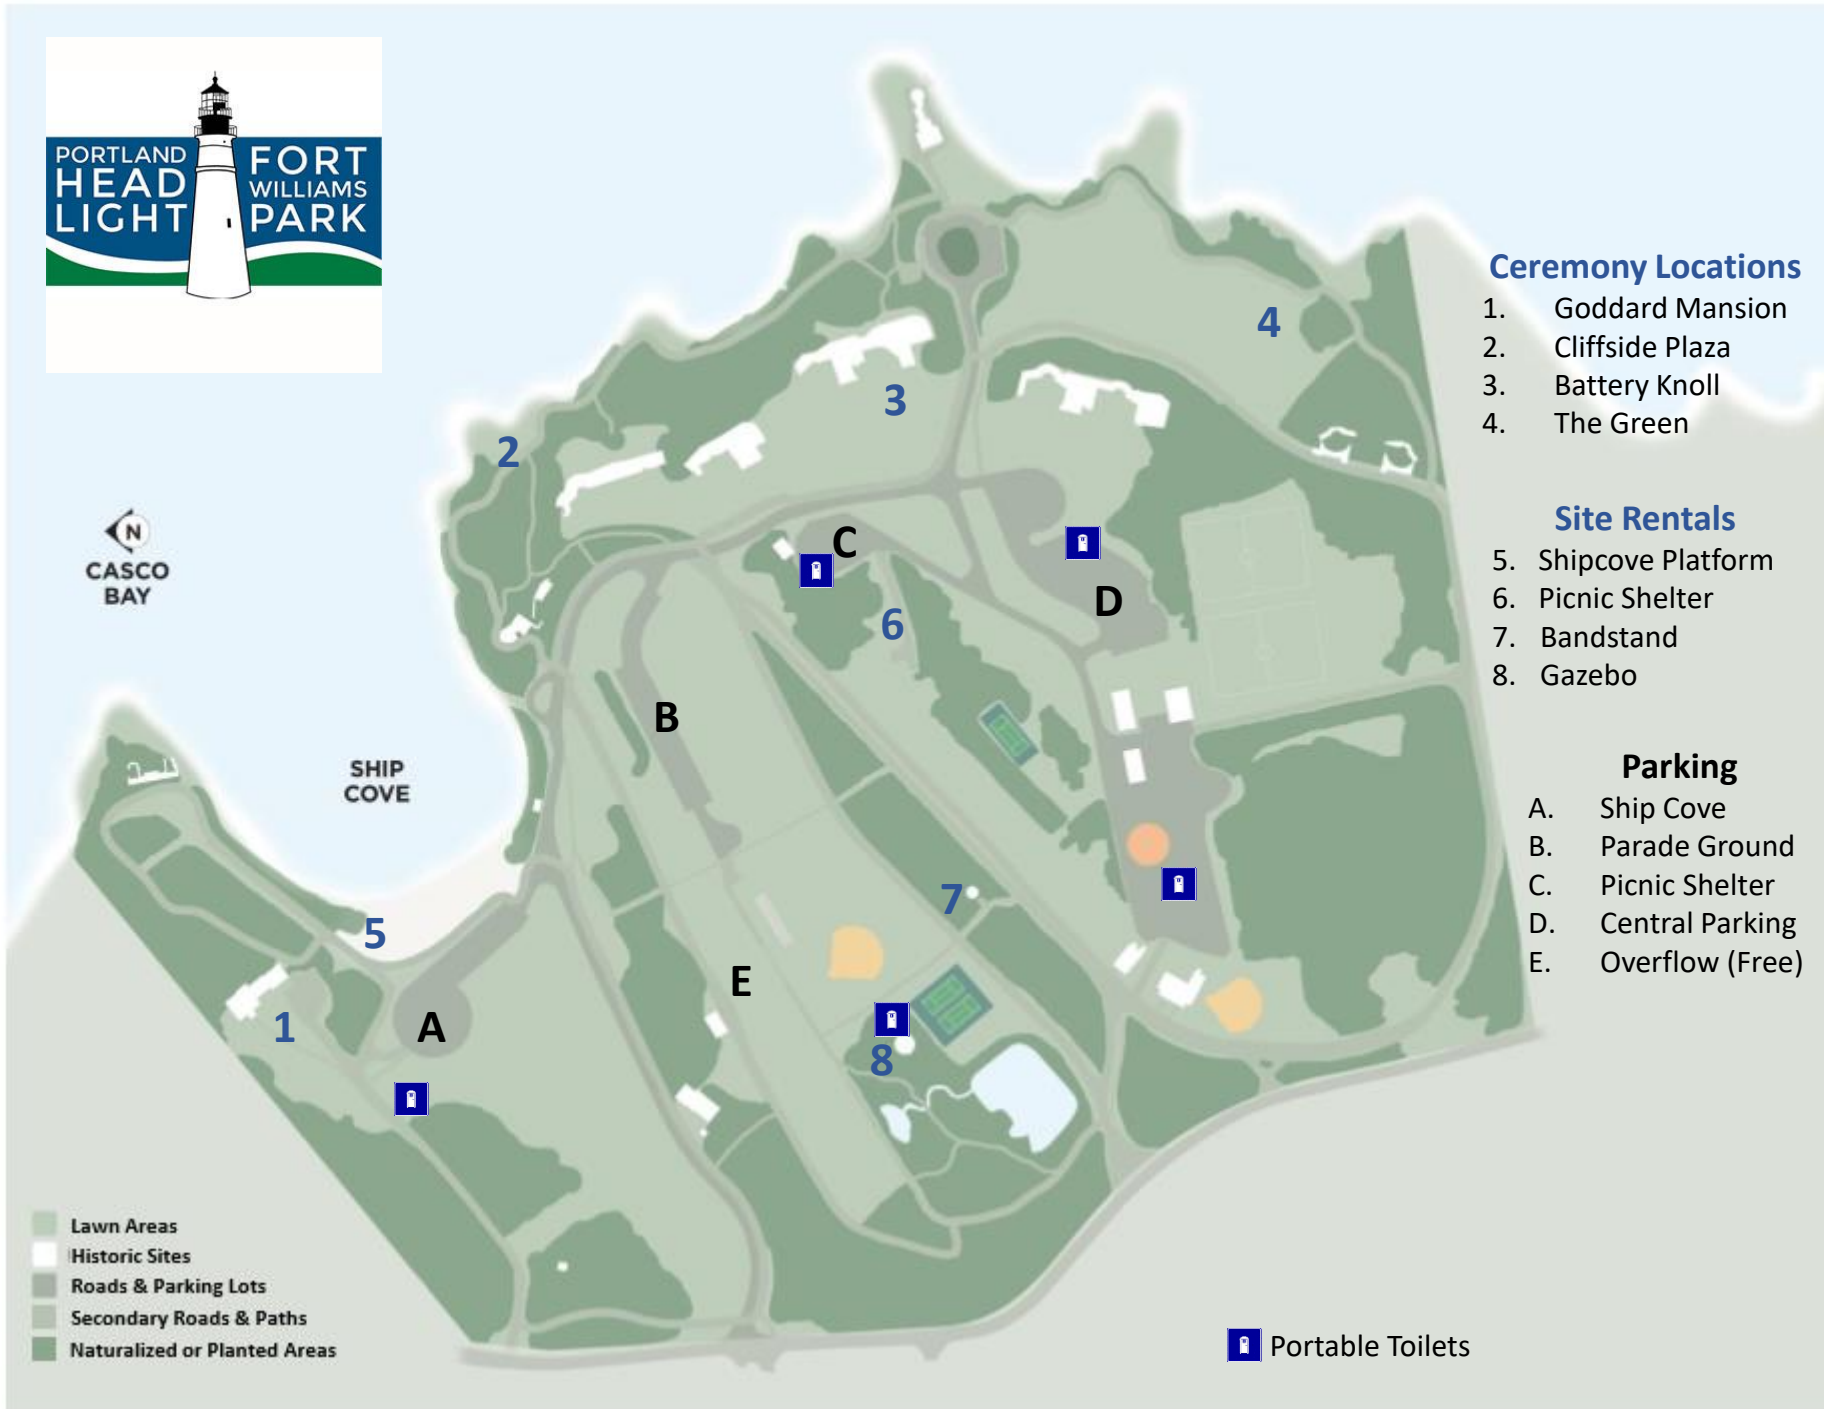 PORTLAND
HEAD
LIGHT
FORT
WILLIAMS
PARK
N
CASCO
BAY
SHIP
COVE
1
2
3
4
5
6
7
8
A
B
C
D
E
Ceremony Locations
1. Goddard Mansion
2. Cliffside Plaza
3. Battery Knoll
4. The Green
Site Rentals
5. Shipcove Platform
6. Picnic Shelter
7. Bandstand
8. Gazebo
Parking
A. Ship Cove
B. Parade Ground
C. Picnic Shelter
D. Central Parking
E. Overflow (Free)
Lawn Areas
Historic Sites
Roads & Parking Lots
Secondary Roads & Paths
Naturalized or Planted Areas
Portable Toilets